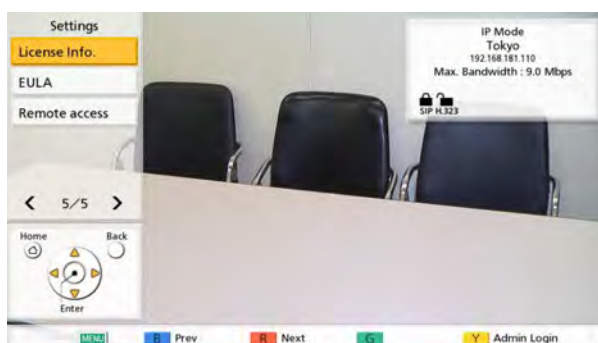 Settings
License Info.
EULA
Remote access
5/5
Home
Back
Enter
IP Mode
Tokyo
192.168.181.110
Max. Bandwidth : 9.0 Mbps
SIP H.323
MENU
B Prev
R Next
G
Y Admin Login